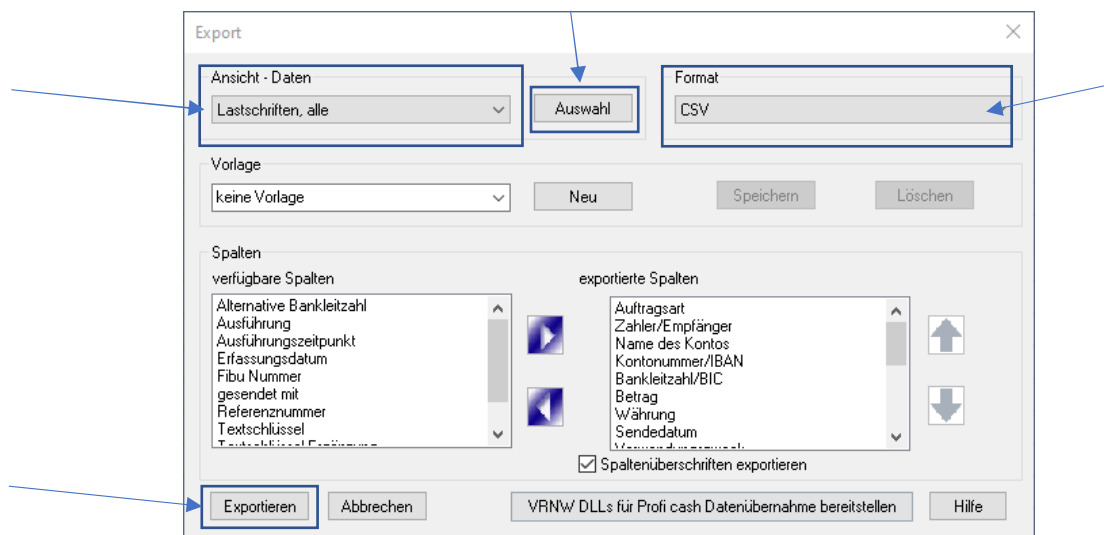 Export
Ansicht - Daten
Lastschriften, alle
Auswahl
Format
CSV
Vorlage
keine Vorlage
Neu
Speichern
Löschen
Spalten
verfügbare Spalten
Alternative Bankleitzahl
Ausführung
Ausführungszeitpunkt
Erfassungsdatum
Fibu Nummer
gesendet mit
Referenznummer
Textschlüssel
exportierte Spalten
Auftragsart
Zahler/Empfänger
Name des Kontos
Kontonummer/IBAN
Bankleitzahl/BIC
Betrag
Währung
Sendedatum
Spaltenüberschriften exportieren
Exportieren
Abbrechen
VRNW DLLs für Profi cash Datenübernahme bereitstellen
Hilfe